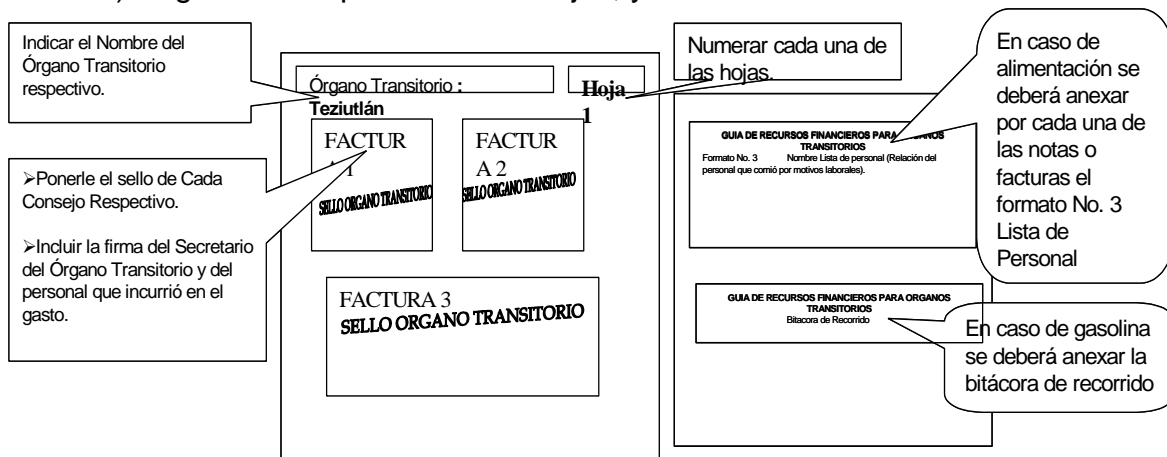 Indicar el Nombre del
Órgano Transitorio
respectivo.
➢Ponerle el sello de Cada
Consejo Respectivo.
➢Incluir la firma del Secretario
del Órgano Transitorio y del
personal que incurrió en el
gasto.
Órgano Transitorio :
Teziutlán
Hoja
1
FACTUR
A 1
SELLO ORGANO TRANSITORIO
FACTUR
A 2
SELLO ORGANO TRANSITORIO
FACTURA 3
SELLO ORGANO TRANSITORIO
Numerar cada una de
las hojas.
GUIA DE RECURSOS FINANCIEROS PARA ORGANOS
TRANSITORIOS
Formato No. 3 Nombre Lista de personal (Relación del
personal que comió por motivos laborales).
GUIA DE RECURSOS FINANCIEROS PARA ORGANOS
TRANSITORIOS
Bitacora de Recorrido
En caso de
alimentación se
deberá anexar
por cada una de
las notas o
facturas el
formato No. 3
Lista de
Personal
En caso de gasolina
se deberá anexar la
bitácora de recorrido